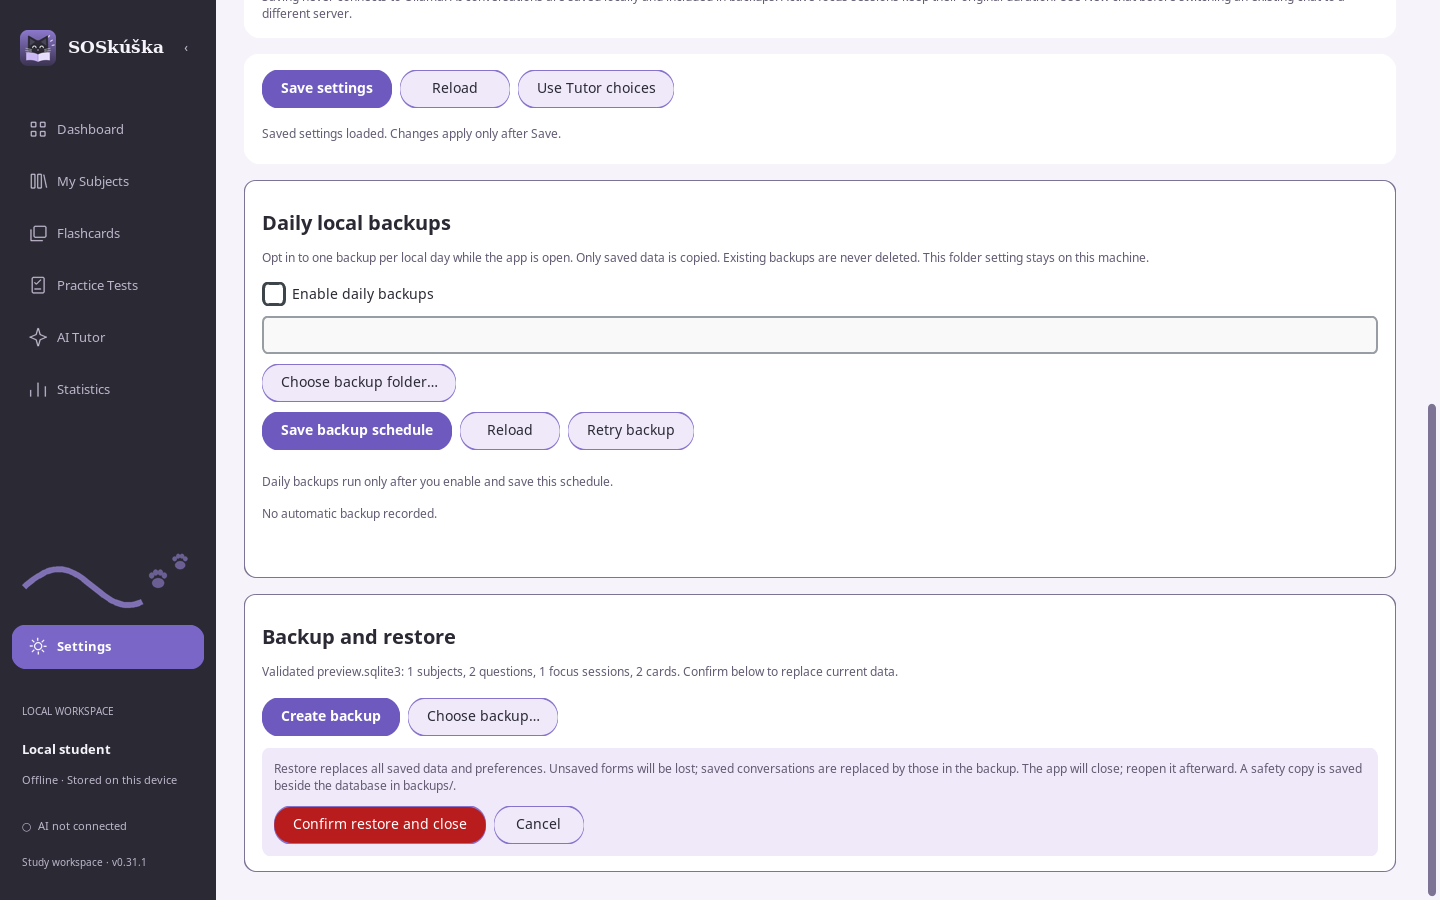 SOSkúška
Dashboard
My Subjects
Flashcards
Practice Tests
AI Tutor
Statistics
Settings
LOCAL WORKSPACE
Local student
Offline · Stored on this device
AI not connected
Study workspace · v0.31.1
different server.
Save settings
Reload
Use Tutor choices
Saved settings loaded. Changes apply only after Save.
Daily local backups
Opt in to one backup per local day while the app is open. Only saved data is copied. Existing backups are never deleted. This folder setting stays on this machine.
Enable daily backups
Choose backup folder...
Save backup schedule
Reload
Retry backup
Daily backups run only after you enable and save this schedule.
No automatic backup recorded.
Backup and restore
Validated preview.sqlite3: 1 subjects, 2 questions, 1 focus sessions, 2 cards. Confirm below to replace current data.
Create backup
Choose backup...
Restore replaces all saved data and preferences. Unsaved forms will be lost; saved conversations are replaced by those in the backup. The app will close; reopen it afterward. A safety copy is saved
beside the database in backups/.
Confirm restore and close
Cancel